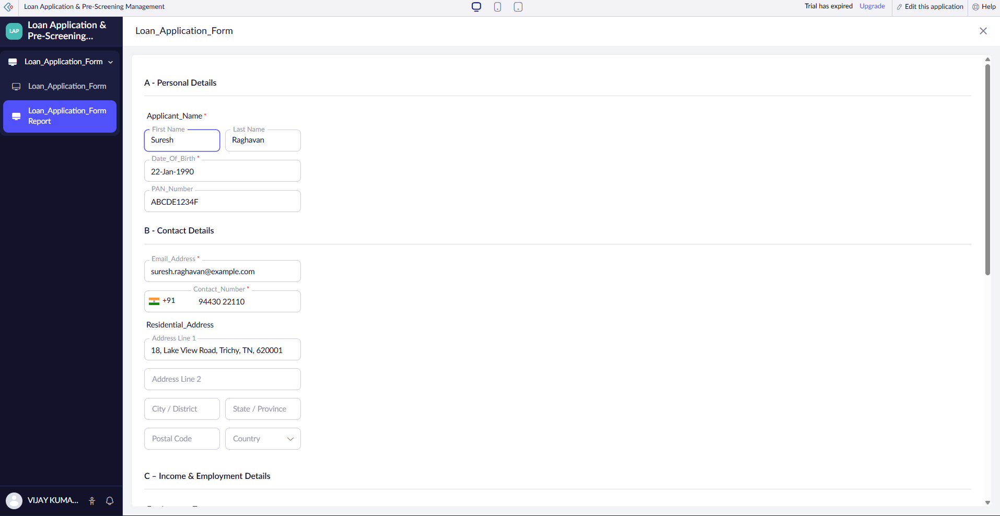 Loan Application & Pre-Screening Management
Trial has expired Upgrade Edit this application Help
LAP
Loan Application &
Pre-Screening...
Loan_Application_Form
Loan_Application_Form
Loan_Application_Form
Report
VIJAY KUMA...
Loan_Application_Form
A - Personal Details
Applicant_Name *
First Name Last Name
Suresh Raghavan
Date_Of_Birth *
22-Jan-1990
PAN_Number
ABCDE1234F
B - Contact Details
Email_Address *
suresh.raghavan@example.com
Contact_Number *
+91 94430 22110
Residential_Address
Address Line 1
18, Lake View Road, Trichy, TN, 620001
Address Line 2
City / District State / Province
Postal Code Country
C – Income & Employment Details